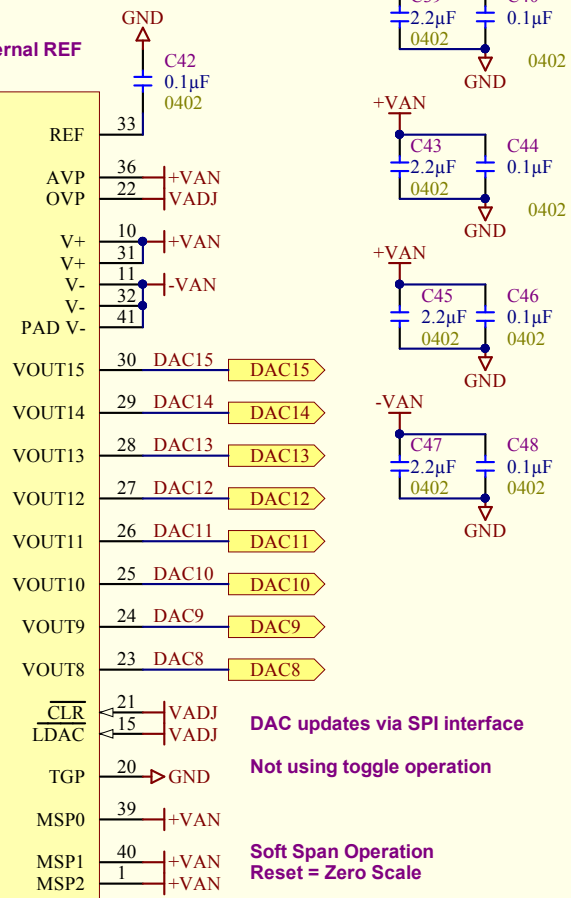 GND
ernal REF
C42
0.1µF
0402
2.2µF
0402
0.1µF
0402
GND
REF 33
AVP 36 +VAN
OVP 22 VADJ
V+ 10 +VAN
V+ 31
V- 11 -VAN
V- 32
PAD V- 41
VOUT15 30 DAC15 DAC15
VOUT14 29 DAC14 DAC14
VOUT13 28 DAC13 DAC13
VOUT12 27 DAC12 DAC12
VOUT11 26 DAC11 DAC11
VOUT10 25 DAC10 DAC10
VOUT9 24 DAC9 DAC9
VOUT8 23 DAC8 DAC8
CLR 21 VADJ
LDAC 15 VADJ
DAC updates via SPI interface
TGP 20 GND
Not using toggle operation
MSP0 39 +VAN
MSP1 40 +VAN
MSP2 1 +VAN
Soft Span Operation
Reset = Zero Scale
+VAN
C43
2.2µF
0402
C44
0.1µF
0402
GND
+VAN
C45
2.2µF
0402
C46
0.1µF
0402
GND
-VAN
C47
2.2µF
0402
C48
0.1µF
0402
GND